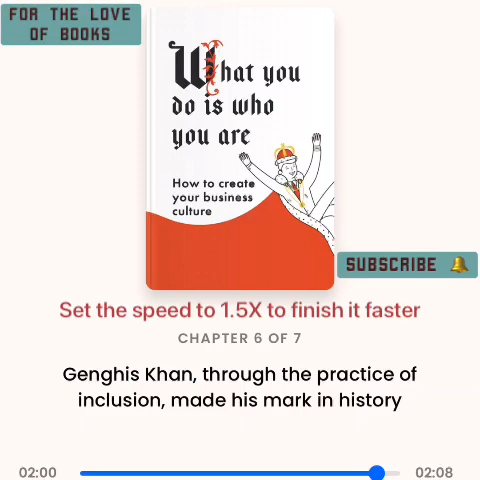 FOR THE LOVE
OF BOOKS
What you
do is who
you are
How to create
your business
culture
SUBSCRIBE 🔔
Set the speed to 1.5X to finish it faster
CHAPTER 6 OF 7
Genghis Khan, through the practice of
inclusion, made his mark in history
02:00 02:08